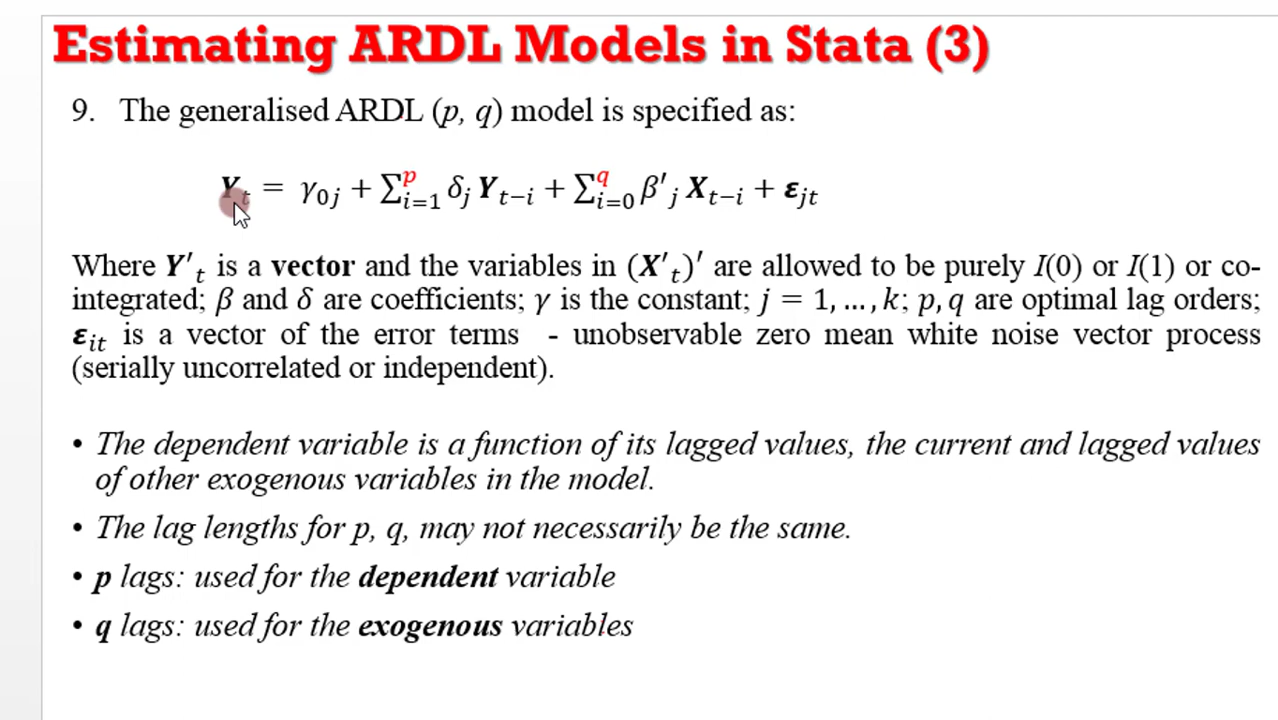 Estimating ARDL Models in Stata (3)
9. The generalised ARDL (p, q) model is specified as:
Yₜ = γ₀ⱼ + Σᵖᵢ₌₁ δⱼ Yₜ₋ᵢ + Σ^q ᵢ₌₀ β′ⱼ Xₜ₋ᵢ + εⱼₜ
Where Y′ₜ is a vector and the variables in (X′ₜ)′ are allowed to be purely I(0) or I(1) or co-
integrated; β and δ are coefficients; γ is the constant; j = 1, …, k; p, q are optimal lag orders;
εᵢₜ is a vector of the error terms - unobservable zero mean white noise vector process
(serially uncorrelated or independent).
• The dependent variable is a function of its lagged values, the current and lagged values
of other exogenous variables in the model.
• The lag lengths for p, q, may not necessarily be the same.
• p lags: used for the dependent variable
• q lags: used for the exogenous variables